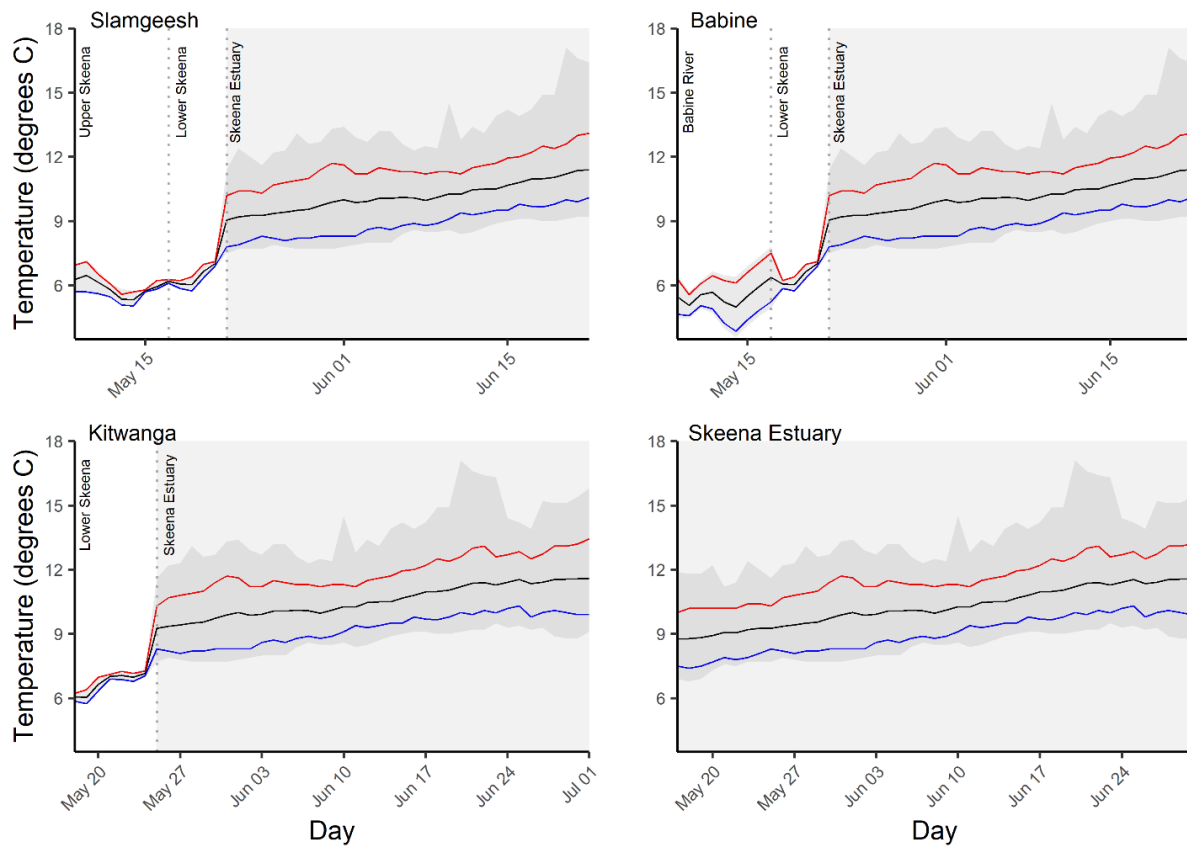 Slamgeesh
Babine
Temperature (degrees C)
18
15
12
9
6
Upper Skeena
Lower Skeena
Skeena Estuary
May 15
Jun 01
Jun 15
18
15
12
9
6
Babine River
Lower Skeena
Skeena Estuary
May 15
Jun 01
Jun 15
Kitwanga
Skeena Estuary
Temperature (degrees C)
18
15
12
9
6
Lower Skeena
Skeena Estuary
May 20
May 27
Jun 03
Jun 10
Jun 17
Jun 24
Jul 01
Day
18
15
12
9
6
May 20
May 27
Jun 03
Jun 10
Jun 17
Jun 24
Day